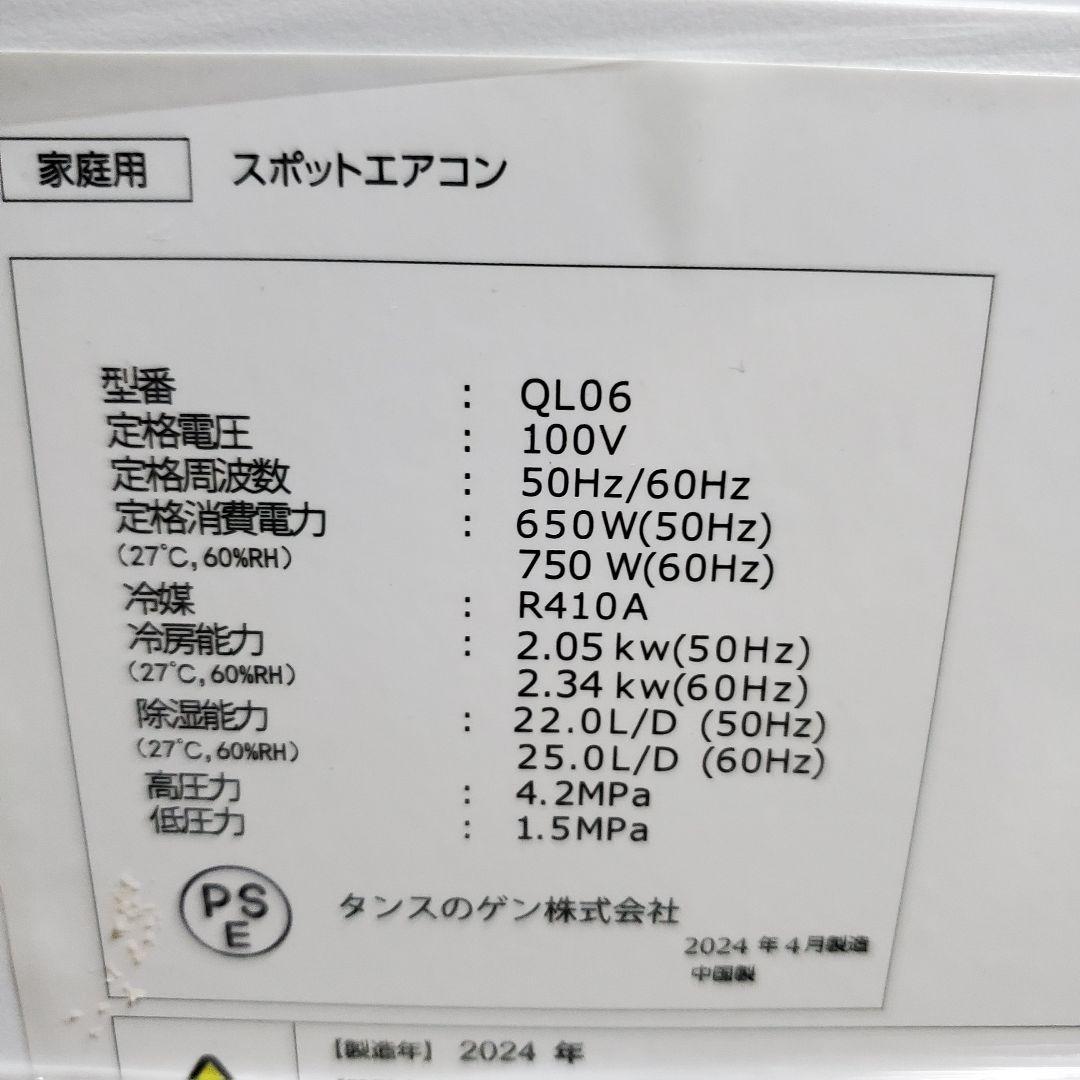 家庭用 スポットエアコン
型番 : QL06
定格電圧 : 100V
定格周波数 : 50Hz/60Hz
定格消費電力 : 650W(50Hz)
(27℃,60%RH) 750 W(60Hz)
冷媒 : R410A
冷房能力 : 2.05kw(50Hz)
(27℃,60%RH) 2.34 kw(60Hz)
除湿能力 : 22.0L/D (50Hz)
(27℃,60%RH) 25.0L/D (60Hz)
高圧力 : 4.2MPa
低圧力 : 1.5MPa
PS
E
タンスのゲン株式会社
2024 年4月製造
中国製
【製造年】 2024 年